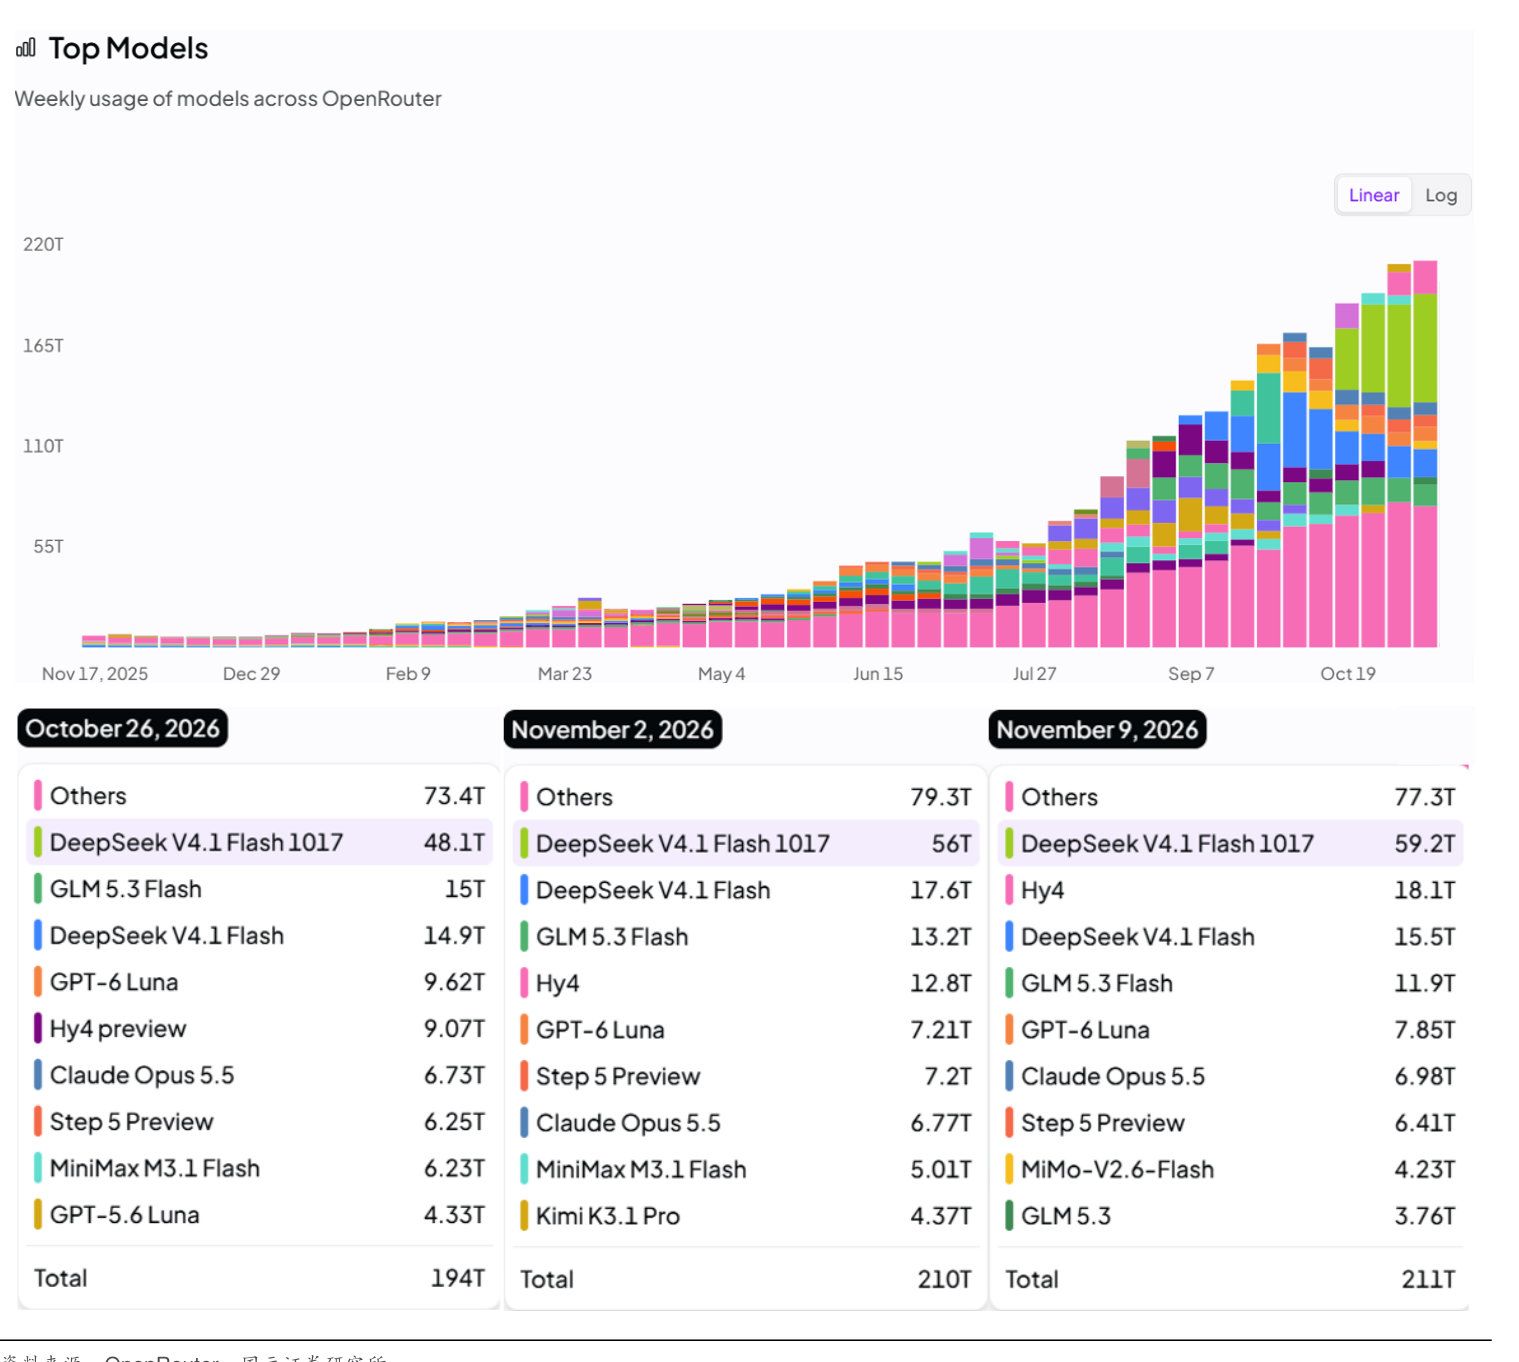 Top Models
Weekly usage of models across OpenRouter
Linear Log
220T
165T
110T
55T
Nov 17, 2025 Dec 29 Feb 9 Mar 23 May 4 Jun 15 Jul 27 Sep 7 Oct 19
October 26, 2026
Others 73.4T
DeepSeek V4.1 Flash 1017 48.1T
GLM 5.3 Flash 15T
DeepSeek V4.1 Flash 14.9T
GPT-6 Luna 9.62T
Hy4 preview 9.07T
Claude Opus 5.5 6.73T
Step 5 Preview 6.25T
MiniMax M3.1 Flash 6.23T
GPT-5.6 Luna 4.33T
Total 194T
November 2, 2026
Others 79.3T
DeepSeek V4.1 Flash 1017 56T
DeepSeek V4.1 Flash 17.6T
GLM 5.3 Flash 13.2T
Hy4 12.8T
GPT-6 Luna 7.21T
Step 5 Preview 7.2T
Claude Opus 5.5 6.77T
MiniMax M3.1 Flash 5.01T
Kimi K3.1 Pro 4.37T
Total 210T
November 9, 2026
Others 77.3T
DeepSeek V4.1 Flash 1017 59.2T
Hy4 18.1T
DeepSeek V4.1 Flash 15.5T
GLM 5.3 Flash 11.9T
GPT-6 Luna 7.85T
Claude Opus 5.5 6.98T
Step 5 Preview 6.41T
MiMo-V2.6-Flash 4.23T
GLM 5.3 3.76T
Total 211T
资料来源 OpenRouter